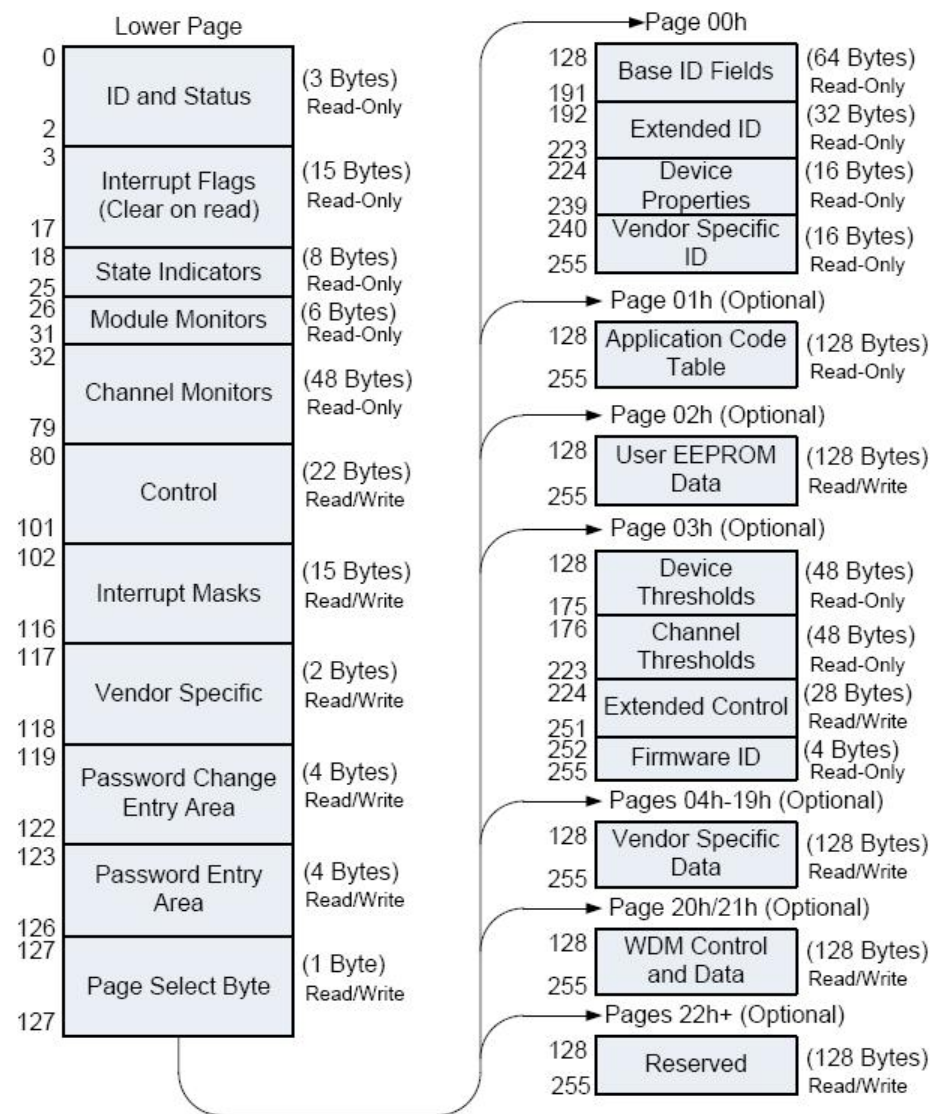 Lower Page
0
ID and Status
2
(3 Bytes)
Read-Only
3
Interrupt Flags
(Clear on read)
17
(15 Bytes)
Read-Only
18
State Indicators
25
(8 Bytes)
Read-Only
26
Module Monitors
31
(6 Bytes)
Read-Only
32
Channel Monitors
79
(48 Bytes)
Read-Only
80
Control
101
(22 Bytes)
Read/Write
102
Interrupt Masks
116
(15 Bytes)
Read/Write
117
Vendor Specific
118
(2 Bytes)
Read/Write
119
Password Change
Entry Area
122
(4 Bytes)
Read/Write
123
Password Entry
Area
126
(4 Bytes)
Read/Write
127
Page Select Byte
127
(1 Byte)
Read/Write
Page 00h
128
Base ID Fields
191
(64 Bytes)
Read-Only
192
Extended ID
223
(32 Bytes)
Read-Only
224
Device
Properties
239
(16 Bytes)
Read-Only
240
Vendor Specific
ID
255
(16 Bytes)
Read-Only
Page 01h (Optional)
128
Application Code
Table
255
(128 Bytes)
Read-Only
Page 02h (Optional)
128
User EEPROM
Data
255
(128 Bytes)
Read/Write
Page 03h (Optional)
128
Device
Thresholds
175
(48 Bytes)
Read-Only
176
Channel
Thresholds
223
(48 Bytes)
Read-Only
224
Extended Control
251
(28 Bytes)
Read/Write
252
Firmware ID
255
(4 Bytes)
Read-Only
Pages 04h-19h (Optional)
128
Vendor Specific
Data
255
(128 Bytes)
Read/Write
Page 20h/21h (Optional)
128
WDM Control
and Data
255
(128 Bytes)
Read/Write
Pages 22h+ (Optional)
128
Reserved
255
(128 Bytes)
Read/Write